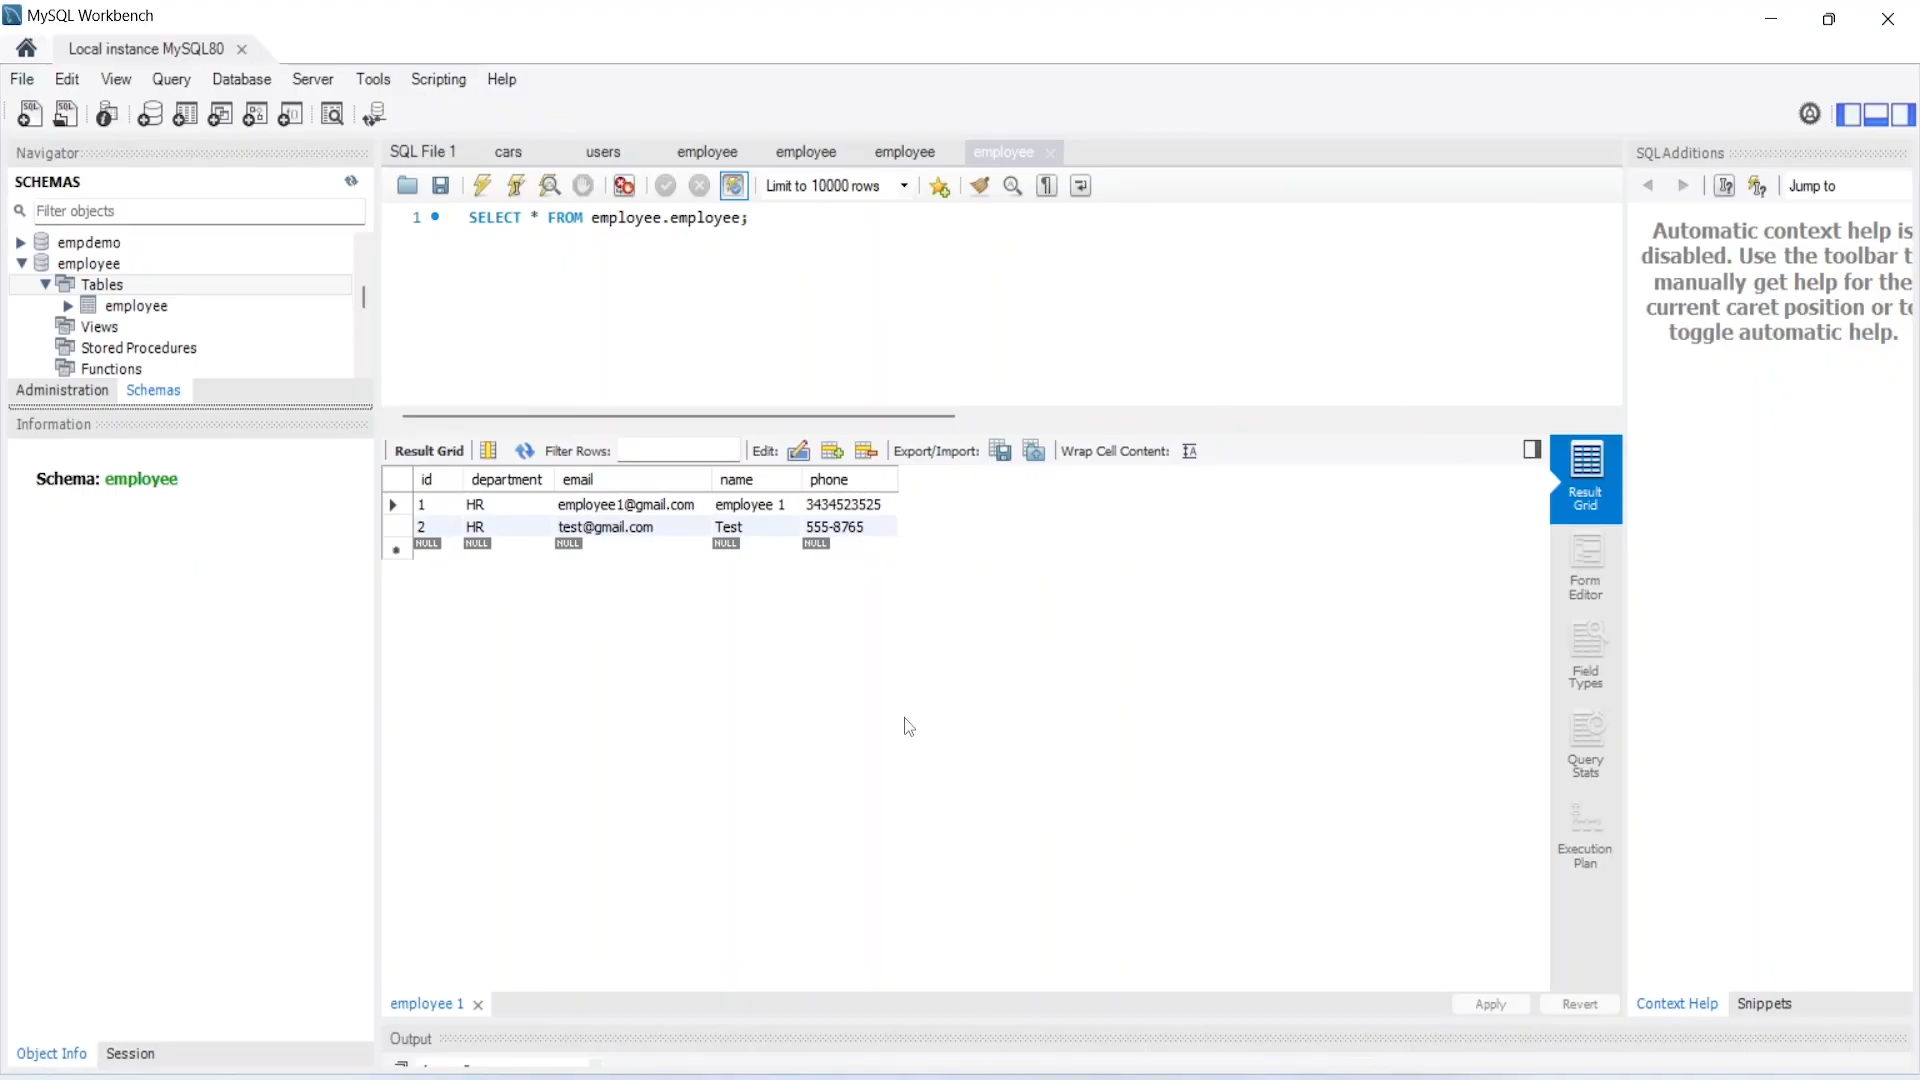 MySQL Workbench
Local instance MySQL80
File Edit View Query Database Server Tools Scripting Help
Navigator
SCHEMAS
Filter objects
empdemo
employee
Tables
employee
Views
Stored Procedures
Functions
Administration Schemas
Information
Schema: employee
Object Info Session
SQL File 1 cars users employee employee employee employee
Limit to 10000 rows
1 SELECT * FROM employee.employee;
Result Grid Filter Rows: Edit: Export/Import: Wrap Cell Content:
id department email name phone
1 HR employee1@gmail.com employee 1 3434523525
2 HR test@gmail.com Test 555-8765
NULL NULL NULL NULL NULL
Result
Grid
Form
Editor
Field
Types
Query
Stats
Execution
Plan
employee 1 Apply Revert
Output
SQLAdditions
Jump to
Automatic context help is
disabled. Use the toolbar t
manually get help for the
current caret position or to
toggle automatic help.
Context Help Snippets